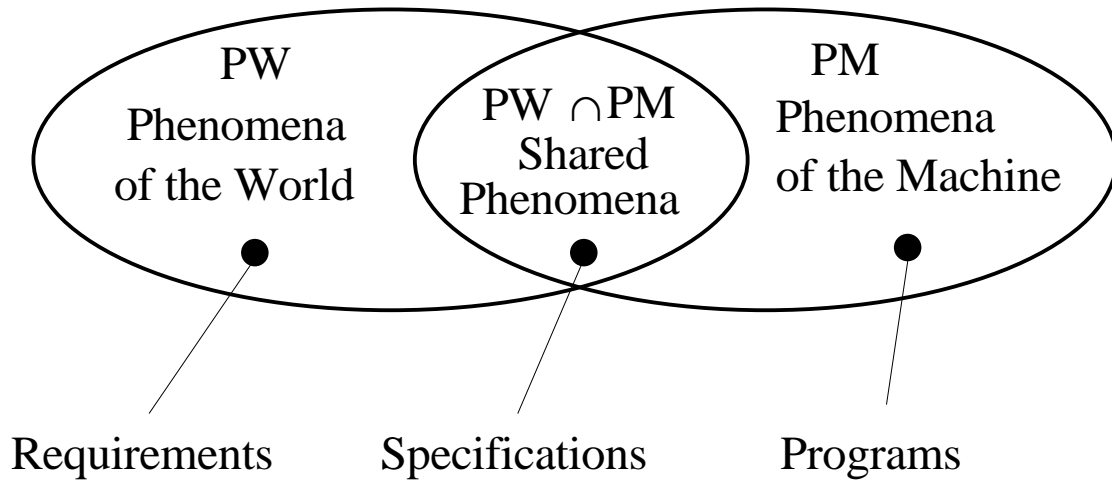 PW
Phenomena
of the World
PW ∩ PM
Shared
Phenomena
PM
Phenomena
of the Machine
Requirements
Specifications
Programs